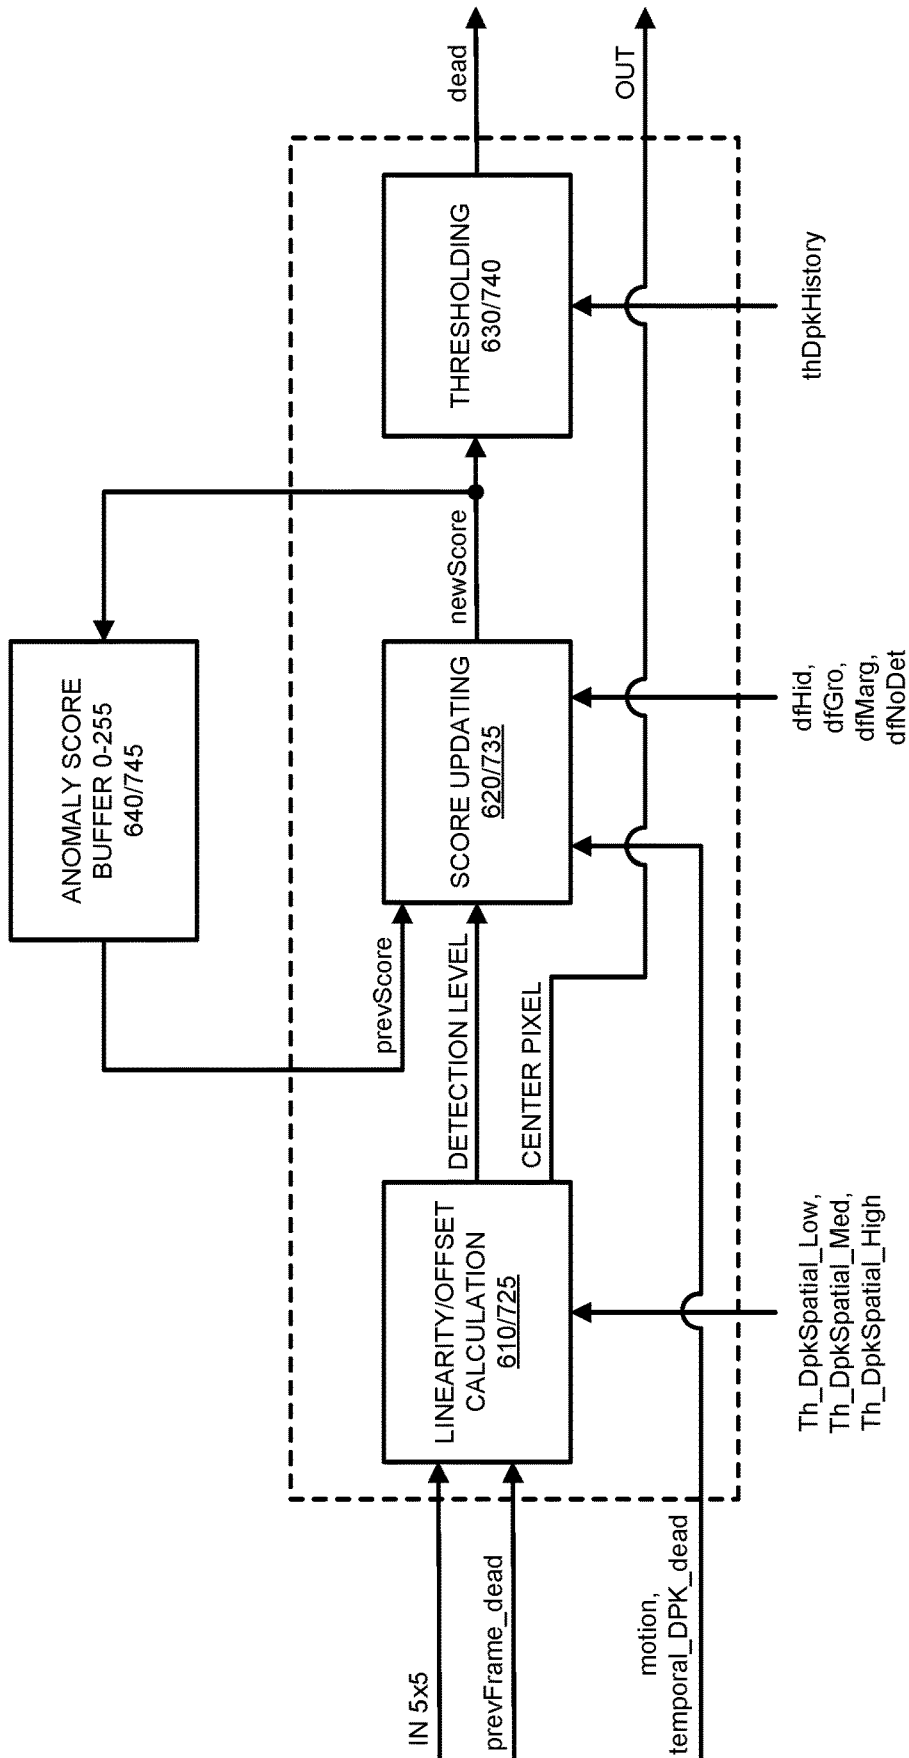 ANOMALY SCORE
BUFFER 0-255
640/745
IN 5x5
prevFrame_dead
motion,
temporal_DPK_dead
LINEARITY/OFFSET
CALCULATION
610/725
Th_DpkSpatial_Low,
Th_DpkSpatial_Med,
Th_DpkSpatial_High
prevScore
DETECTION LEVEL
CENTER PIXEL
SCORE UPDATING
620/735
dfHid,
dfGro,
dfMarg,
dfNoDet
newScore
THRESHOLDING
630/740
thDpkHistory
dead
OUT